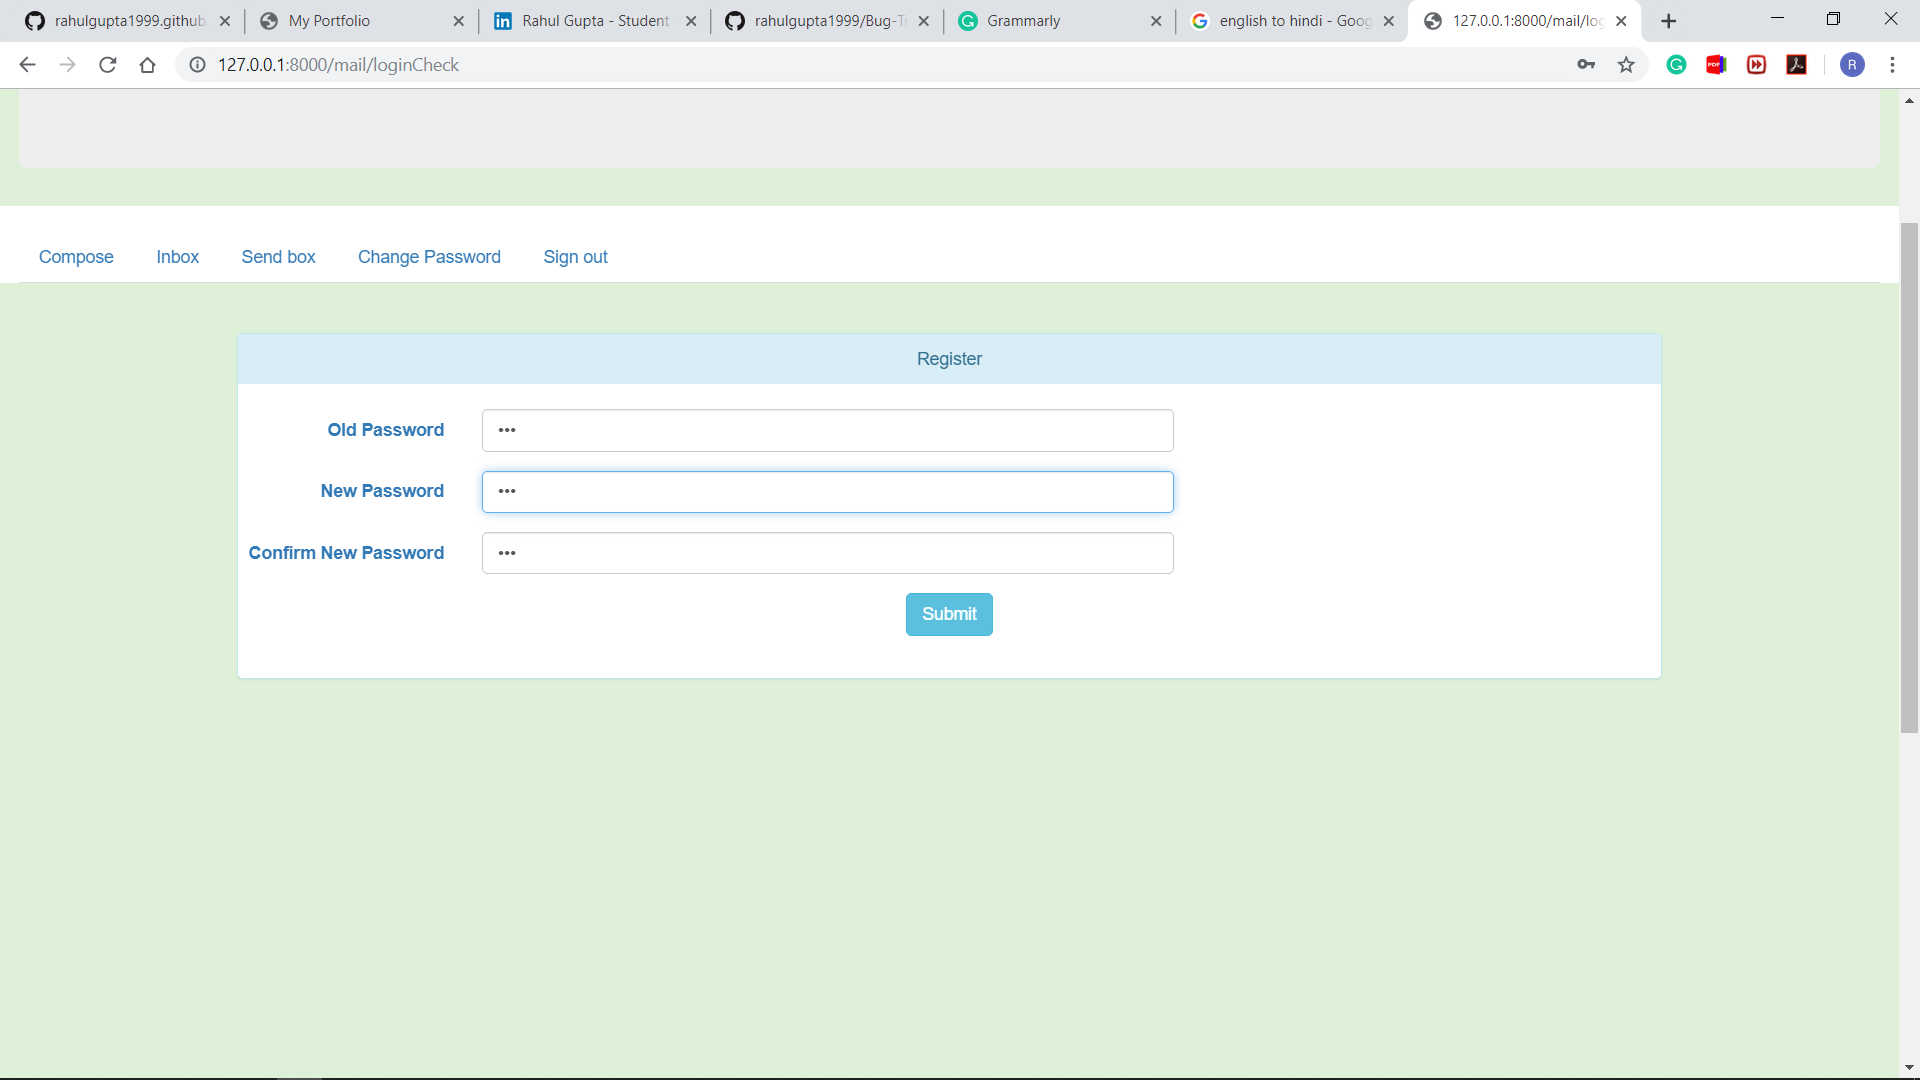 rahulgupta1999.github My Portfolio Rahul Gupta - Student rahulgupta1999/Bug-T Grammarly english to hindi - Goog 127.0.0.1:8000/mail/log
127.0.0.1:8000/mail/loginCheck PDF R
Compose Inbox Send box Change Password Sign out
Register
Old Password •••
New Password •••
Confirm New Password •••
Submit